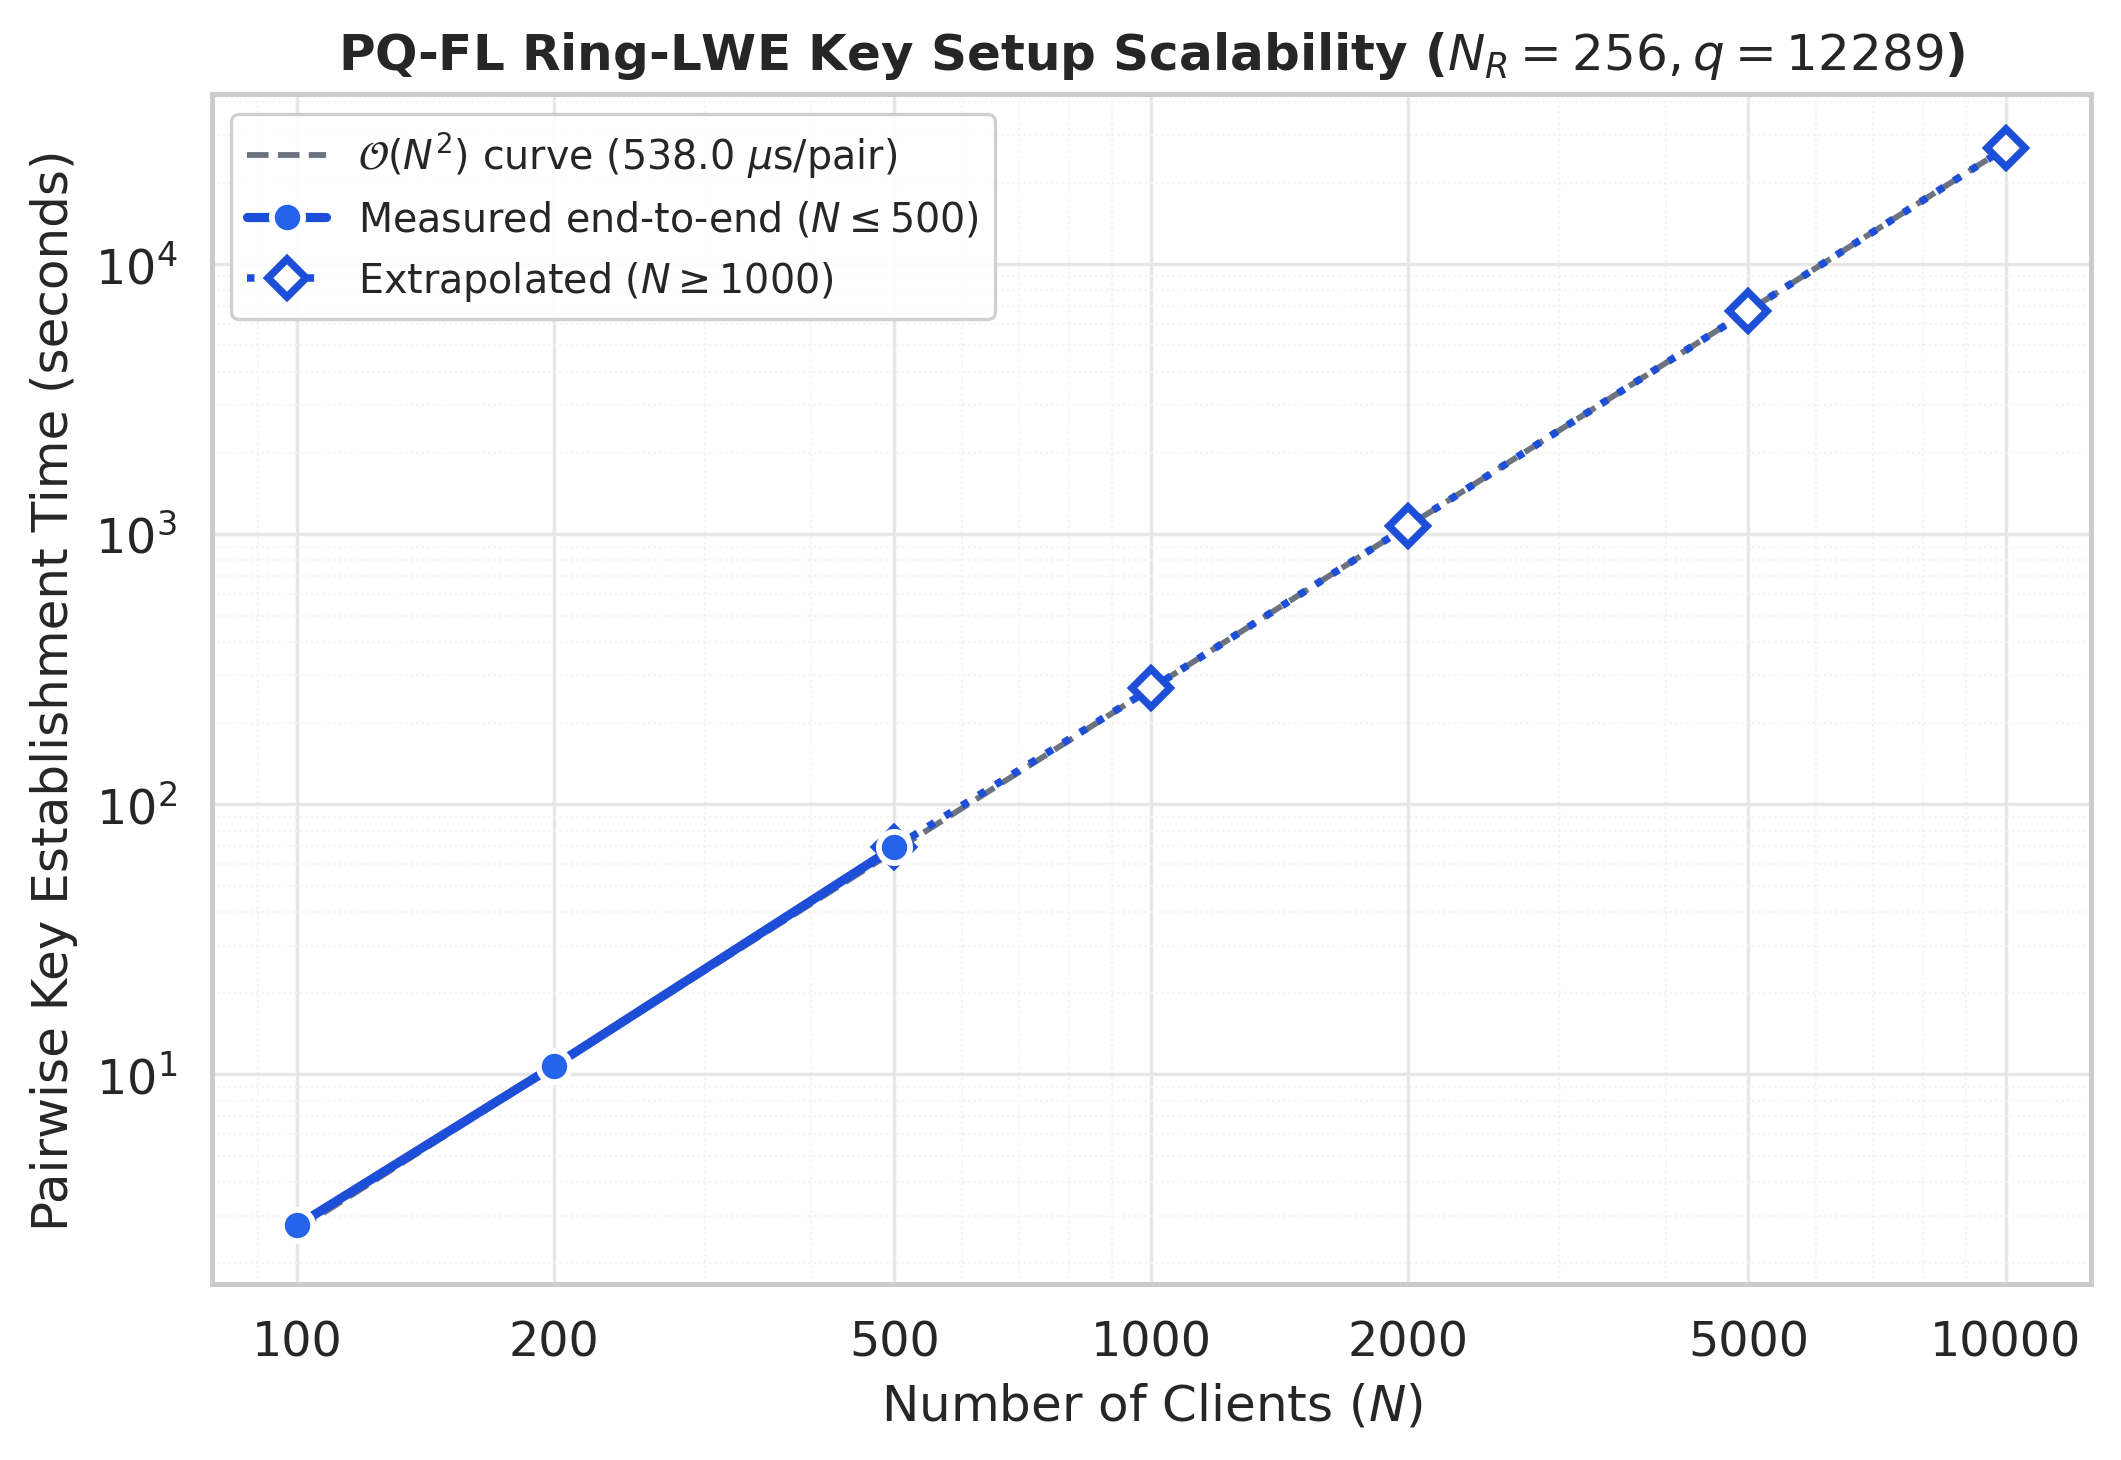 PQ-FL Ring-LWE Key Setup Scalability (N_R = 256, q = 12289)
𝒪(N²) curve (538.0 μs/pair)
Measured end-to-end (N ≤ 500)
Extrapolated (N ≥ 1000)
Pairwise Key Establishment Time (seconds)
10⁴
10³
10²
10¹
100 200 500 1000 2000 5000 10000
Number of Clients (N)